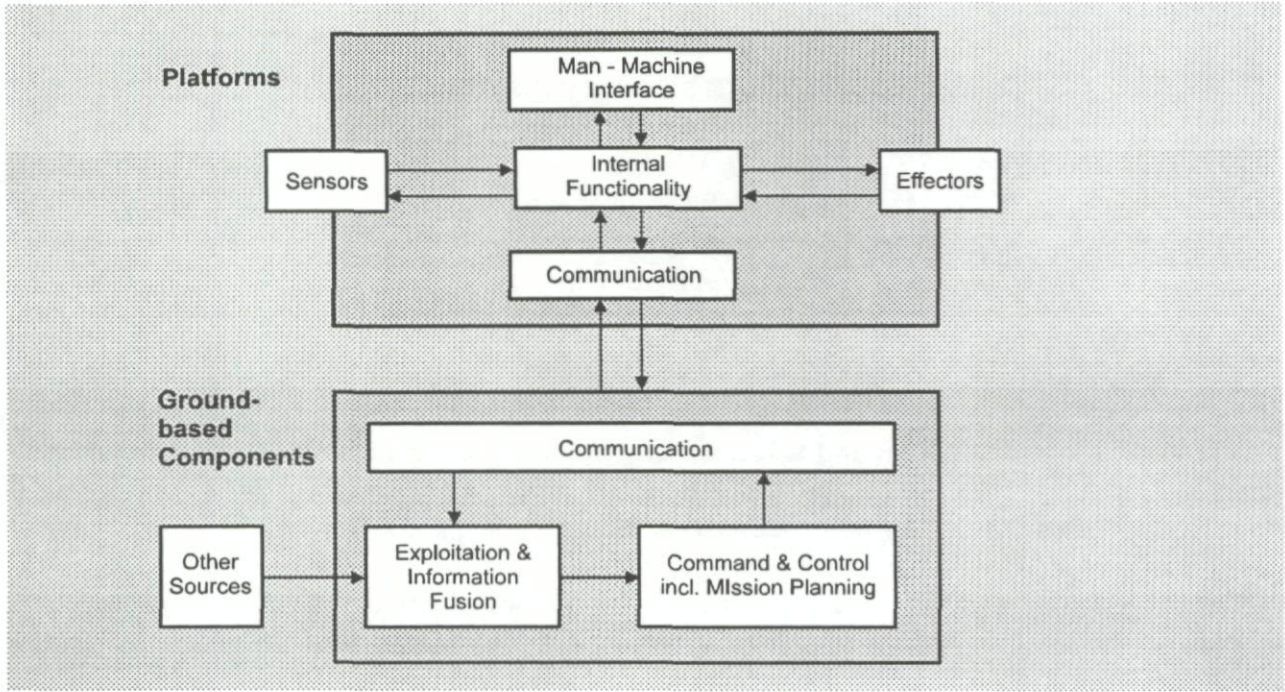 Platforms
Man - Machine
Interface
Sensors
Internal
Functionality
Effectors
Communication
Ground-
based
Components
Communication
Other
Sources
Exploitation &
Information
Fusion
Command & Control
incl. MIssion Planning